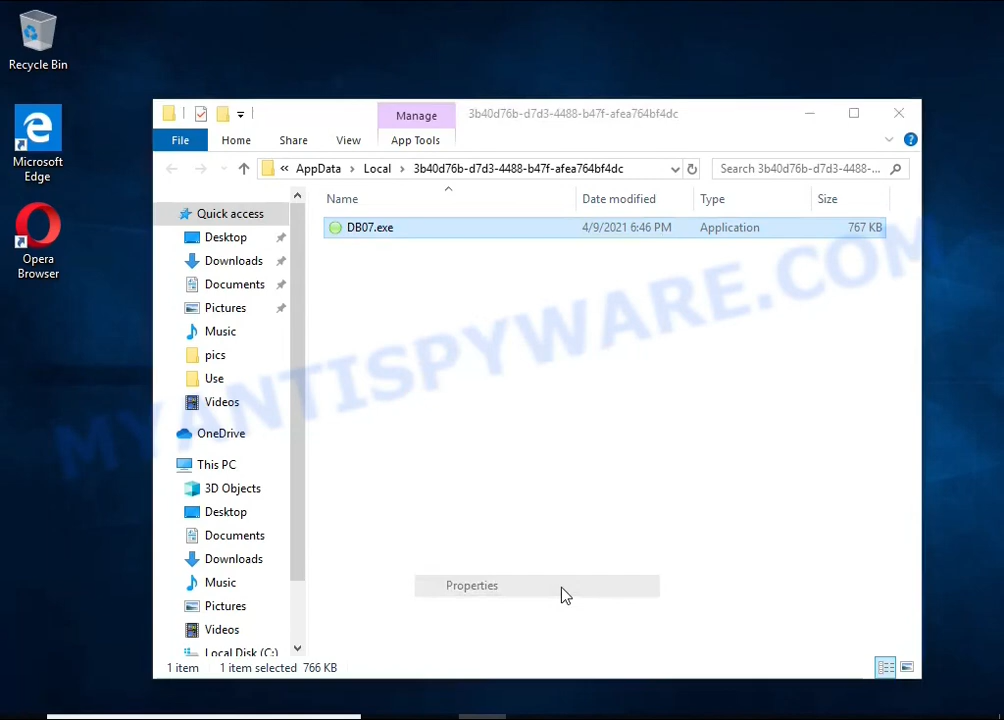 Recycle Bin
Microsoft
Edge
Opera
Browser
Manage 3b40d76b-d7d3-4488-b47f-afea764bf4dc
File Home Share View App Tools
« AppData › Local › 3b40d76b-d7d3-4488-b47f-afea764bf4dc
Search 3b40d76b-d7d3-4488-...
Name Date modified Type Size
DB07.exe 4/9/2021 6:46 PM Application 767 KB
Quick access
Desktop
Downloads
Documents
Pictures
Music
pics
Use
Videos
OneDrive
This PC
3D Objects
Desktop
Documents
Downloads
Music
Pictures
Videos
Local Disk (C:)
MYANTISPYWARE.COM
Properties
1 item 1 item selected 766 KB